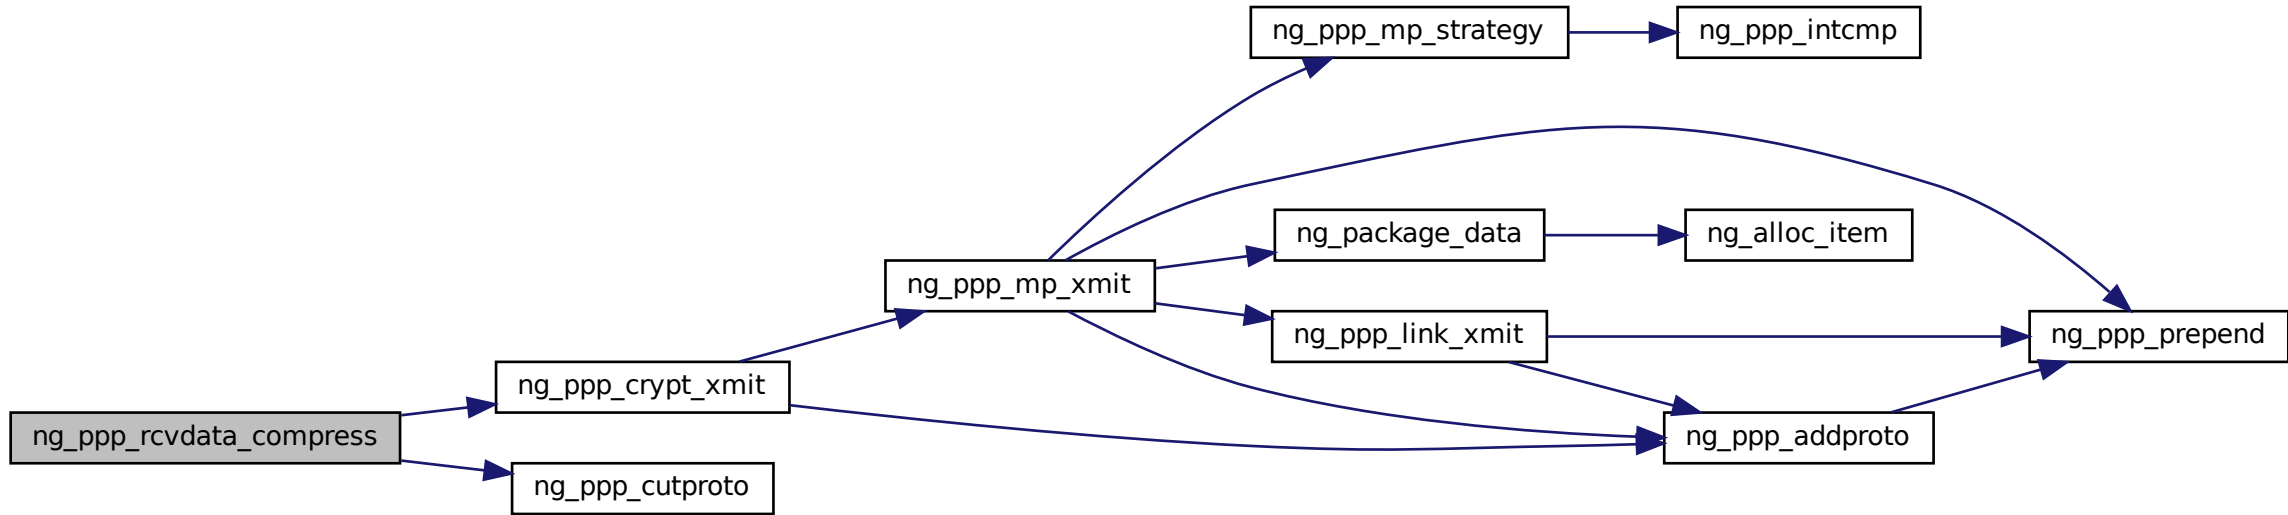 ng_ppp_mp_strategy
ng_ppp_intcmp
ng_package_data
ng_alloc_item
ng_ppp_mp_xmit
ng_ppp_link_xmit
ng_ppp_prepend
ng_ppp_crypt_xmit
ng_ppp_rcvdata_compress
ng_ppp_addproto
ng_ppp_cutproto